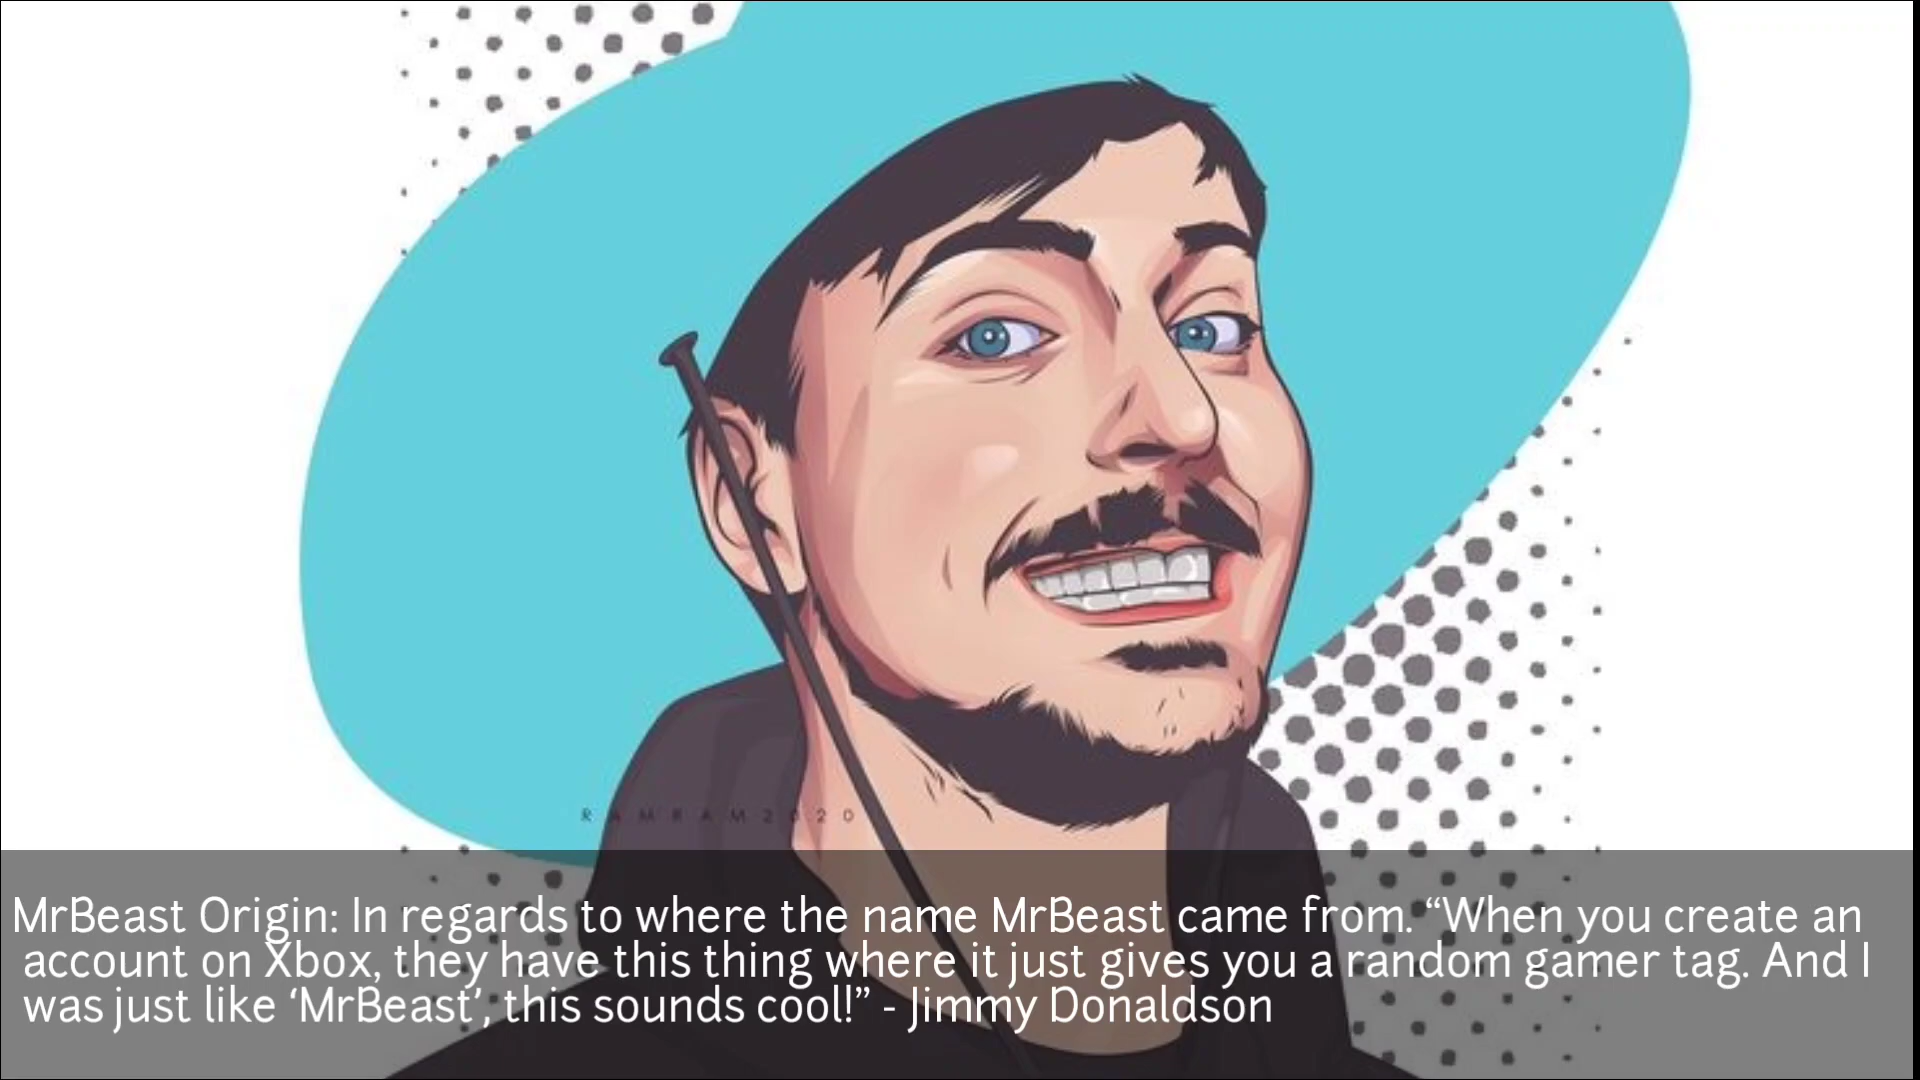 RAMRAM2020
MrBeast Origin: In regards to where the name MrBeast came from. “When you create an
account on Xbox, they have this thing where it just gives you a random gamer tag. And I
was just like ‘MrBeast’, this sounds cool!” - Jimmy Donaldson